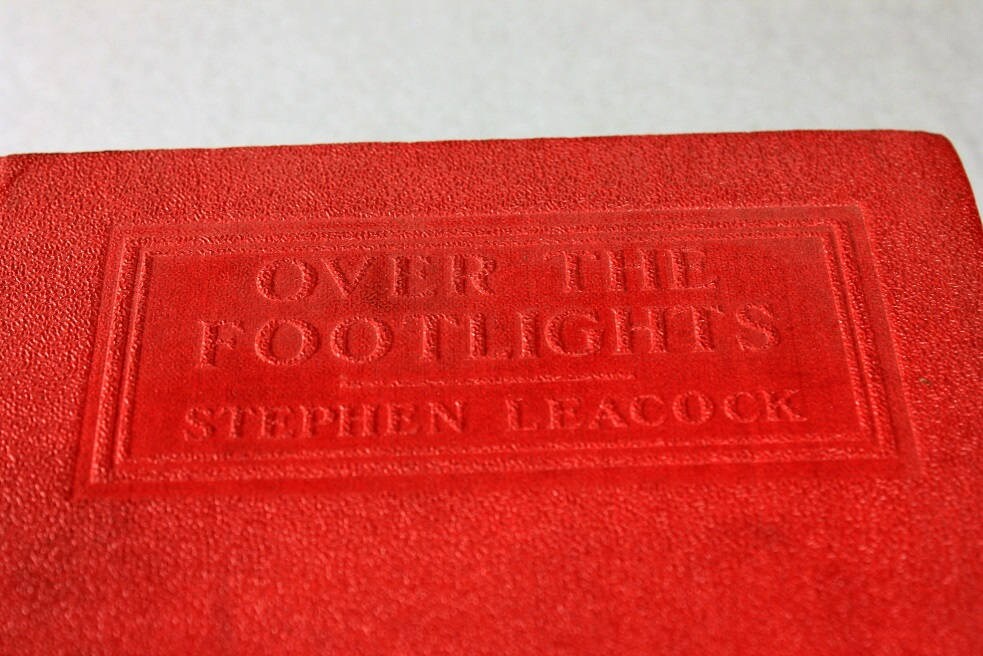 OVER THE
FOOTLIGHTS
STEPHEN LEACOCK